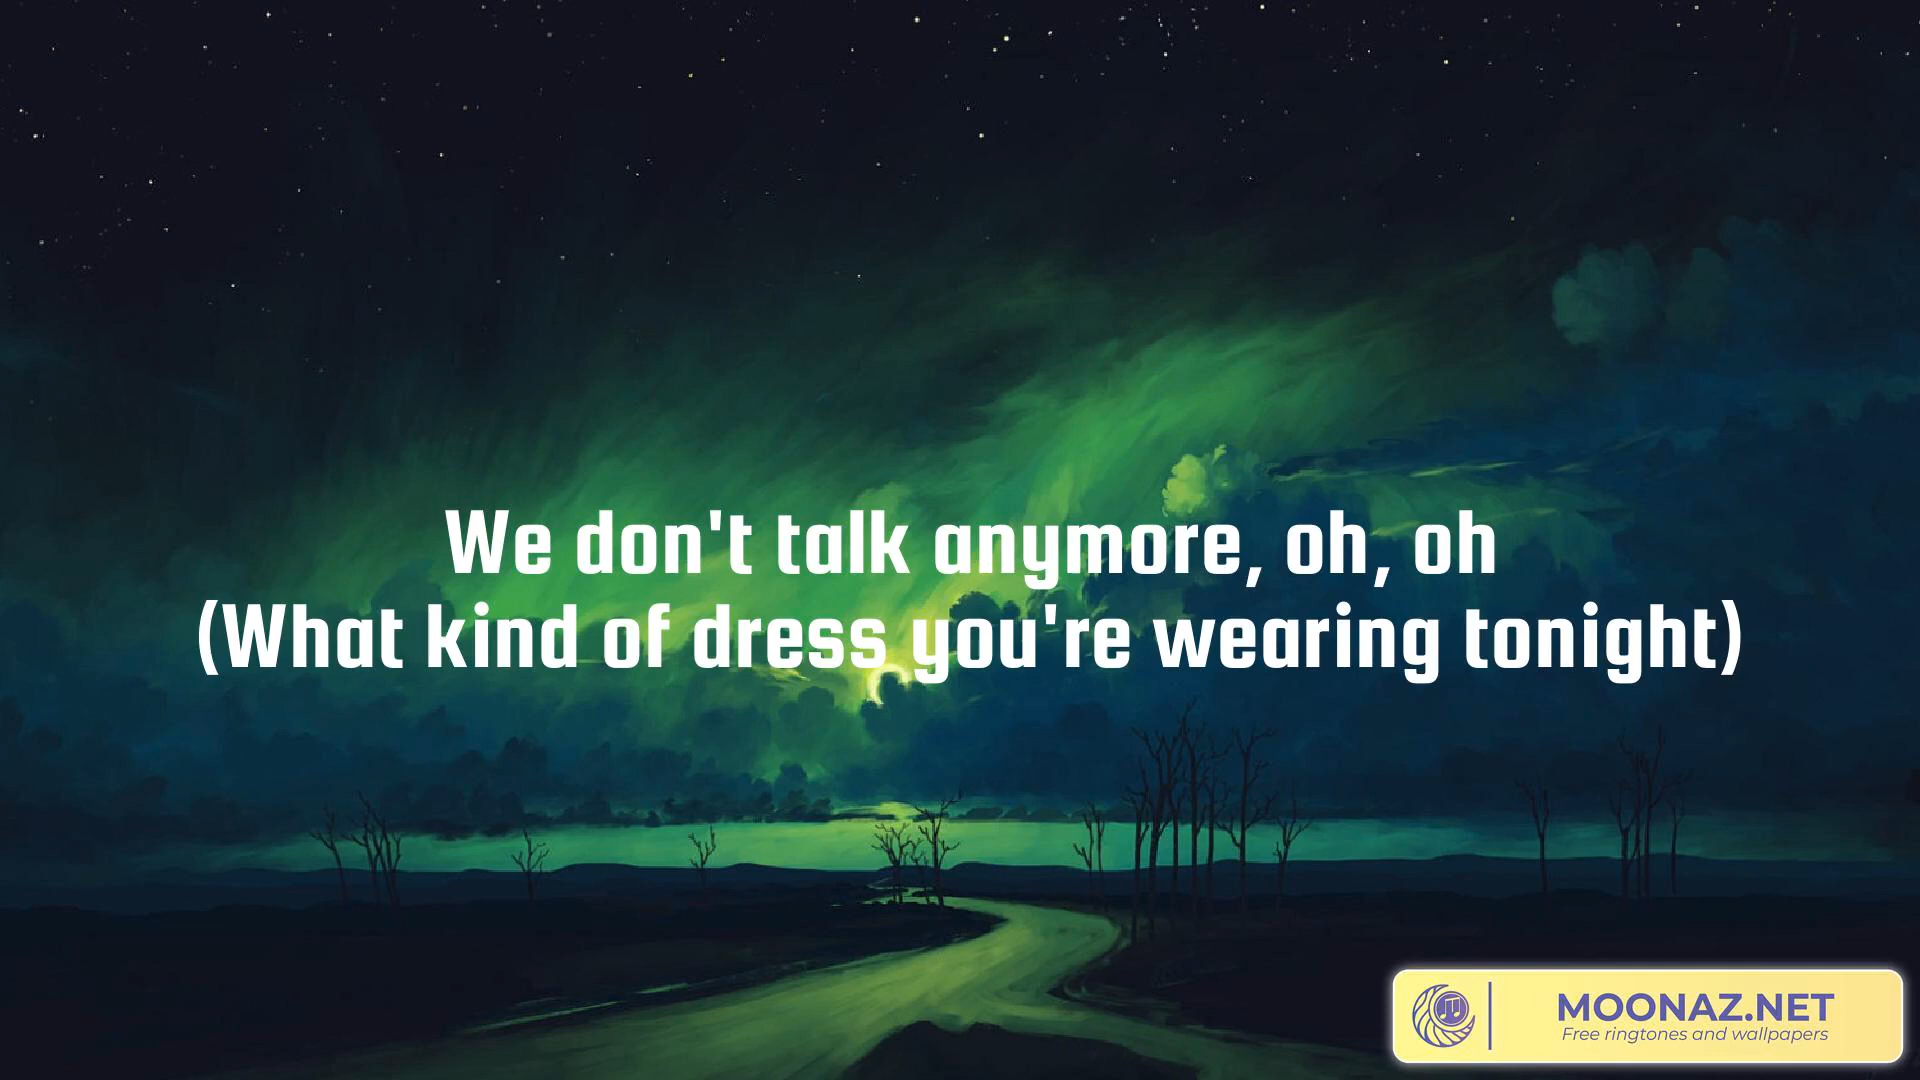 We don't talk anymore, oh, oh
(What kind of dress you're wearing tonight)
MOONAZ.NET
Free ringtones and wallpapers